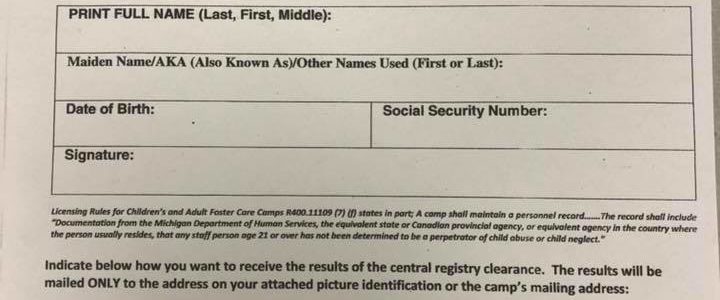 PRINT FULL NAME (Last, First, Middle):
Maiden Name/AKA (Also Known As)/Other Names Used (First or Last):
Date of Birth:
Social Security Number:
Signature:
Licensing Rules for Children's and Adult Foster Care Camps R400.11109 (7) (f) states in part; A camp shall maintain a personnel record......The record shall include
"Documentation from the Michigan Department of Human Services, the equivalent state or Canadian provincial agency, or equivalent agency in the country where
the person usually resides, that any staff person age 21 or over has not been determined to be a perpetrator of child abuse or child neglect."
Indicate below how you want to receive the results of the central registry clearance. The results will be
mailed ONLY to the address on your attached picture identification or the camp's mailing address: